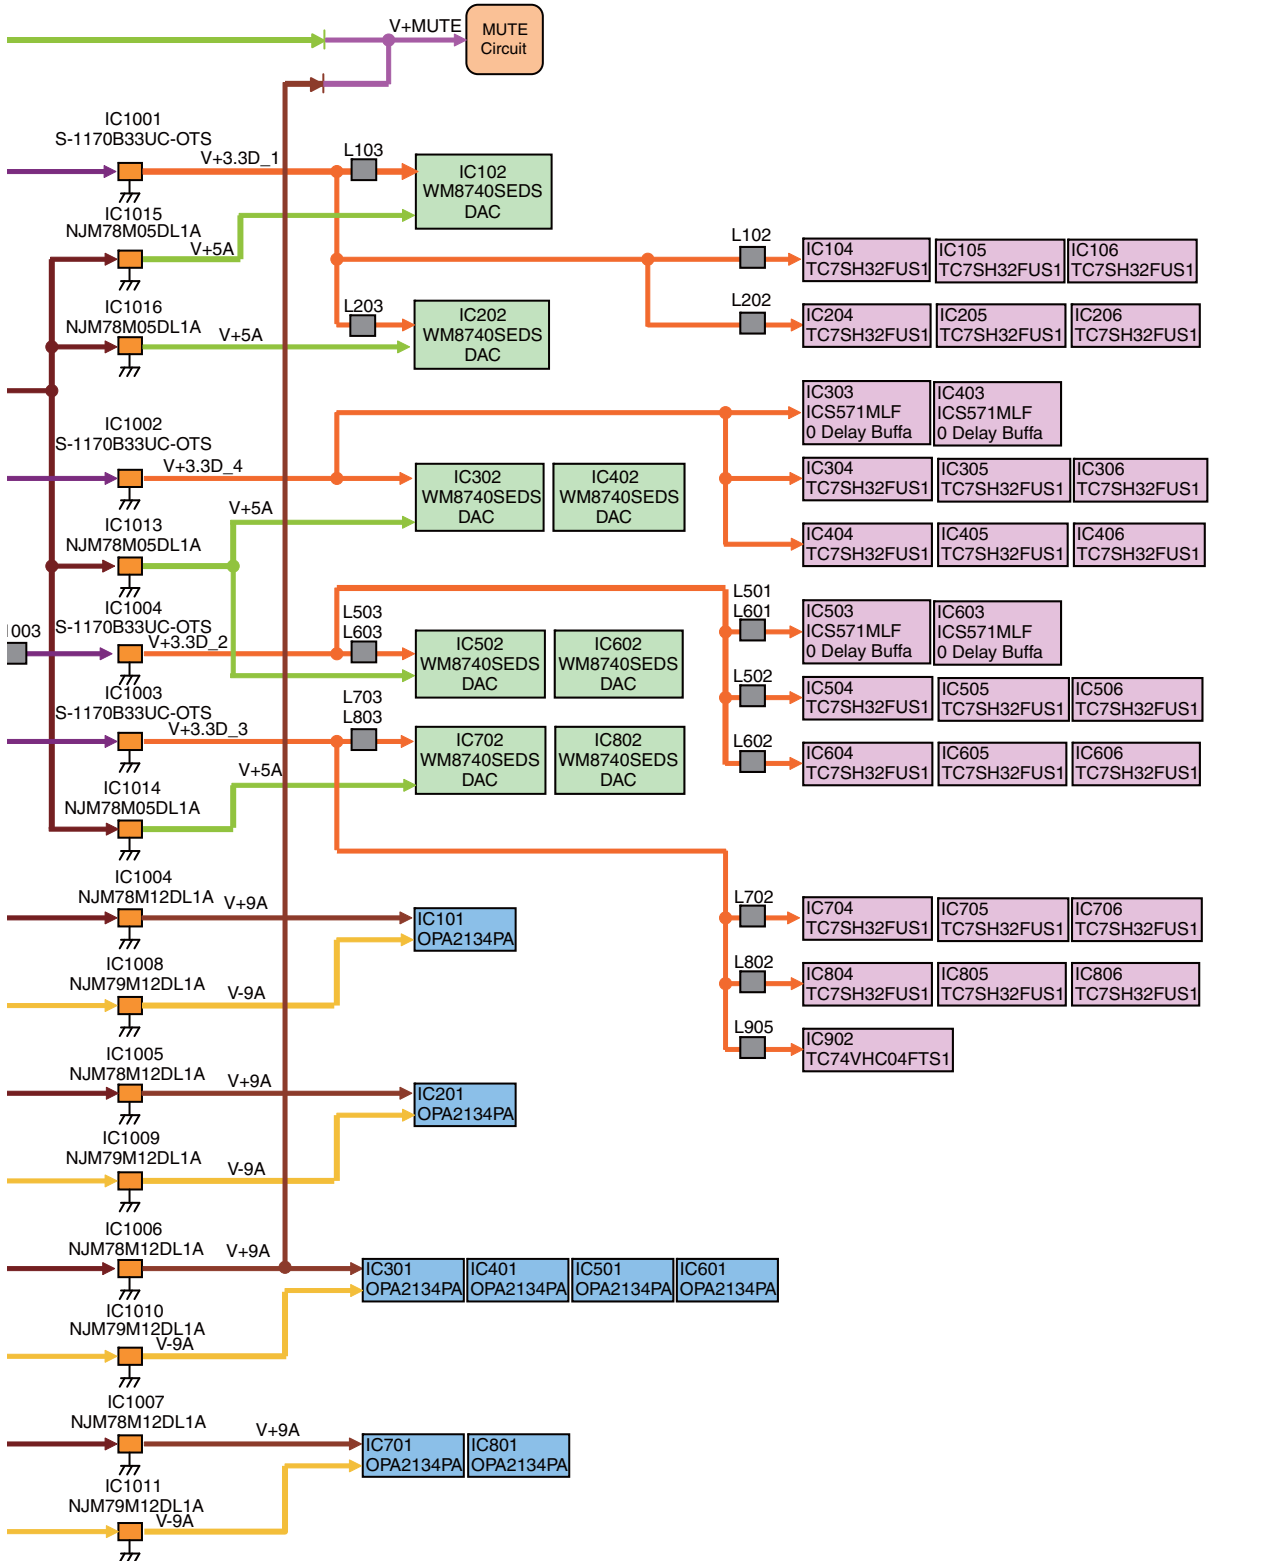 V+MUTE
MUTE
Circuit
IC1001
S-1170B33UC-OTS
V+3.3D_1
L103
IC102
WM8740SEDS
DAC
IC1015
NJM78M05DL1A
V+5A
L102
IC104
TC7SH32FUS1
IC105
TC7SH32FUS1
IC106
TC7SH32FUS1
IC1016
NJM78M05DL1A
V+5A
L203
IC202
WM8740SEDS
DAC
L202
IC204
TC7SH32FUS1
IC205
TC7SH32FUS1
IC206
TC7SH32FUS1
IC303
ICS571MLF
0 Delay Buffa
IC403
ICS571MLF
0 Delay Buffa
IC1002
S-1170B33UC-OTS
V+3.3D_4
IC302
WM8740SEDS
DAC
IC402
WM8740SEDS
DAC
IC304
TC7SH32FUS1
IC305
TC7SH32FUS1
IC306
TC7SH32FUS1
IC1013
NJM78M05DL1A
V+5A
IC404
TC7SH32FUS1
IC405
TC7SH32FUS1
IC406
TC7SH32FUS1
1003
IC1004
S-1170B33UC-OTS
V+3.3D_2
L503
L603
IC502
WM8740SEDS
DAC
IC602
WM8740SEDS
DAC
L501
L601
IC503
ICS571MLF
0 Delay Buffa
IC603
ICS571MLF
0 Delay Buffa
L502
IC504
TC7SH32FUS1
IC505
TC7SH32FUS1
IC506
TC7SH32FUS1
IC1003
S-1170B33UC-OTS
V+3.3D_3
L703
L803
IC702
WM8740SEDS
DAC
IC802
WM8740SEDS
DAC
L602
IC604
TC7SH32FUS1
IC605
TC7SH32FUS1
IC606
TC7SH32FUS1
IC1014
NJM78M05DL1A
V+5A
IC1004
NJM78M12DL1A
V+9A
IC101
OPA2134PA
L702
IC704
TC7SH32FUS1
IC705
TC7SH32FUS1
IC706
TC7SH32FUS1
IC1008
NJM79M12DL1A
V-9A
L802
IC804
TC7SH32FUS1
IC805
TC7SH32FUS1
IC806
TC7SH32FUS1
L905
IC902
TC74VHC04FTS1
IC1005
NJM78M12DL1A
V+9A
IC201
OPA2134PA
IC1009
NJM79M12DL1A
V-9A
IC1006
NJM78M12DL1A
V+9A
IC301
OPA2134PA
IC401
OPA2134PA
IC501
OPA2134PA
IC601
OPA2134PA
IC1010
NJM79M12DL1A
V-9A
IC1007
NJM78M12DL1A
V+9A
IC701
OPA2134PA
IC801
OPA2134PA
IC1011
NJM79M12DL1A
V-9A